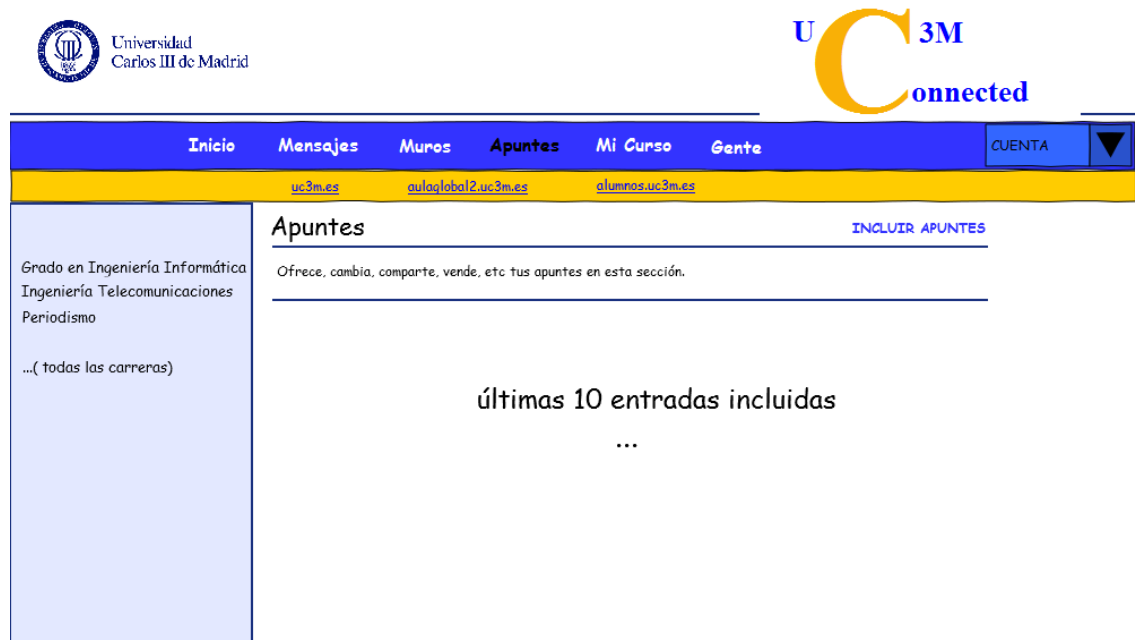 Universidad
Carlos III de Madrid
UC3M
Connected
Inicio Mensajes Muros Apuntes Mi Curso Gente CUENTA
uc3m.es aulaglobal2.uc3m.es alumnos.uc3m.es
Grado en Ingeniería Informática
Ingeniería Telecomunicaciones
Periodismo
...( todas las carreras)
Apuntes INCLUIR APUNTES
Ofrece, cambia, comparte, vende, etc tus apuntes en esta sección.
últimas 10 entradas incluidas
...